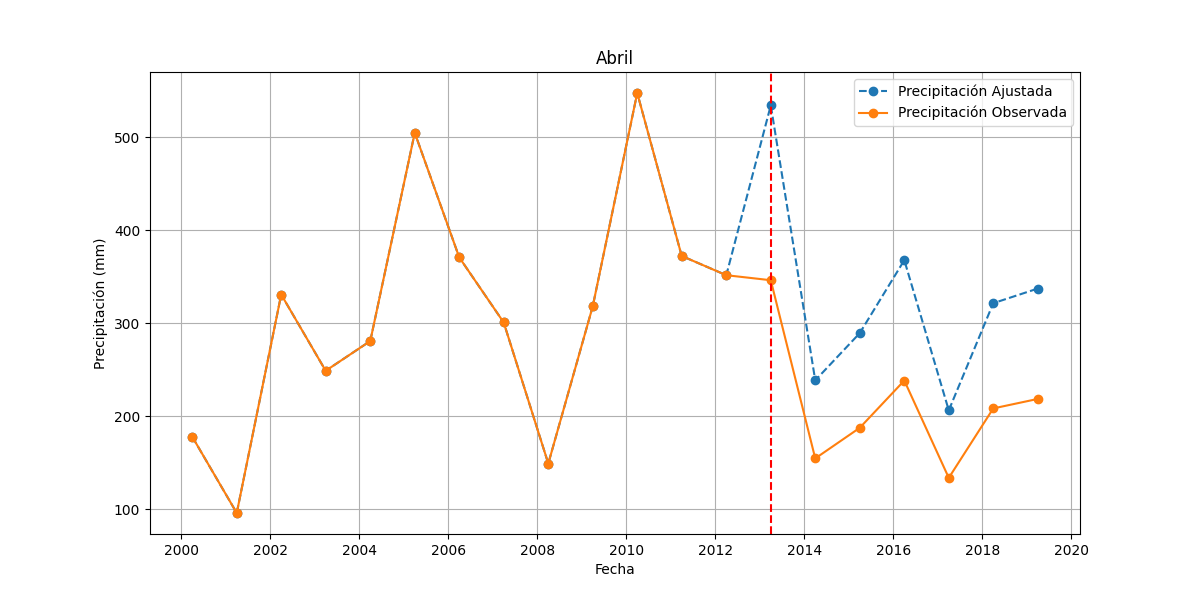 Abril
Precipitación Ajustada
Precipitación Observada
Precipitación (mm)
500
400
300
200
100
2000 2002 2004 2006 2008 2010 2012 2014 2016 2018 2020
Fecha